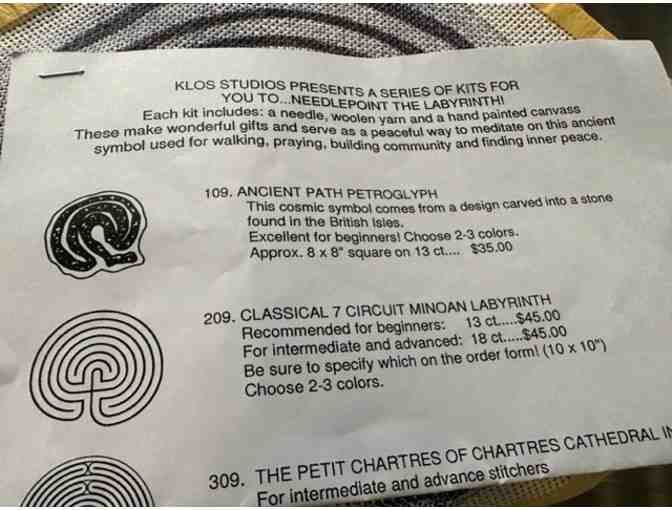 KLOS STUDIOS PRESENTS A SERIES OF KITS FOR
YOU TO...NEEDLEPOINT THE LABYRINTH!
Each kit includes: a needle, woolen yarn and a hand painted canvass
These make wonderful gifts and serve as a peaceful way to meditate on this ancient
symbol used for walking, praying, building community and finding inner peace.
109. ANCIENT PATH PETROGLYPH
This cosmic symbol comes from a design carved into a stone
found in the British Isles.
Excellent for beginners! Choose 2-3 colors.
Approx. 8 x 8" square on 13 ct.... $35.00
209. CLASSICAL 7 CIRCUIT MINOAN LABYRINTH
Recommended for beginners: 13 ct....$45.00
For intermediate and advanced: 18 ct.....$45.00
Be sure to specify which on the order form! (10 x 10")
Choose 2-3 colors.
309. THE PETIT CHARTRES OF CHARTRES CATHEDRAL
For intermediate and advance stitchers